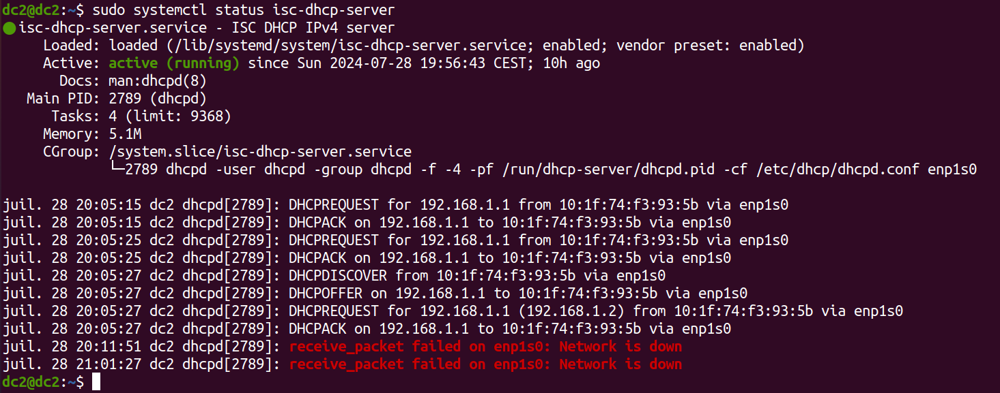 dc2@dc2:~$ sudo systemctl status isc-dhcp-server
● isc-dhcp-server.service - ISC DHCP IPv4 server
Loaded: loaded (/lib/systemd/system/isc-dhcp-server.service; enabled; vendor preset: enabled)
Active: active (running) since Sun 2024-07-28 19:56:43 CEST; 10h ago
Docs: man:dhcpd(8)
Main PID: 2789 (dhcpd)
Tasks: 4 (limit: 9368)
Memory: 5.1M
CGroup: /system.slice/isc-dhcp-server.service
└─2789 dhcpd -user dhcpd -group dhcpd -f -4 -pf /run/dhcp-server/dhcpd.pid -cf /etc/dhcp/dhcpd.conf enp1s0
juil. 28 20:05:15 dc2 dhcpd[2789]: DHCPREQUEST for 192.168.1.1 from 10:1f:74:f3:93:5b via enp1s0
juil. 28 20:05:15 dc2 dhcpd[2789]: DHCPACK on 192.168.1.1 to 10:1f:74:f3:93:5b via enp1s0
juil. 28 20:05:25 dc2 dhcpd[2789]: DHCPREQUEST for 192.168.1.1 from 10:1f:74:f3:93:5b via enp1s0
juil. 28 20:05:25 dc2 dhcpd[2789]: DHCPACK on 192.168.1.1 to 10:1f:74:f3:93:5b via enp1s0
juil. 28 20:05:27 dc2 dhcpd[2789]: DHCPDISCOVER from 10:1f:74:f3:93:5b via enp1s0
juil. 28 20:05:27 dc2 dhcpd[2789]: DHCPOFFER on 192.168.1.1 to 10:1f:74:f3:93:5b via enp1s0
juil. 28 20:05:27 dc2 dhcpd[2789]: DHCPREQUEST for 192.168.1.1 (192.168.1.2) from 10:1f:74:f3:93:5b via enp1s0
juil. 28 20:05:27 dc2 dhcpd[2789]: DHCPACK on 192.168.1.1 to 10:1f:74:f3:93:5b via enp1s0
juil. 28 20:11:51 dc2 dhcpd[2789]: receive_packet failed on enp1s0: Network is down
juil. 28 21:01:27 dc2 dhcpd[2789]: receive_packet failed on enp1s0: Network is down
dc2@dc2:~$